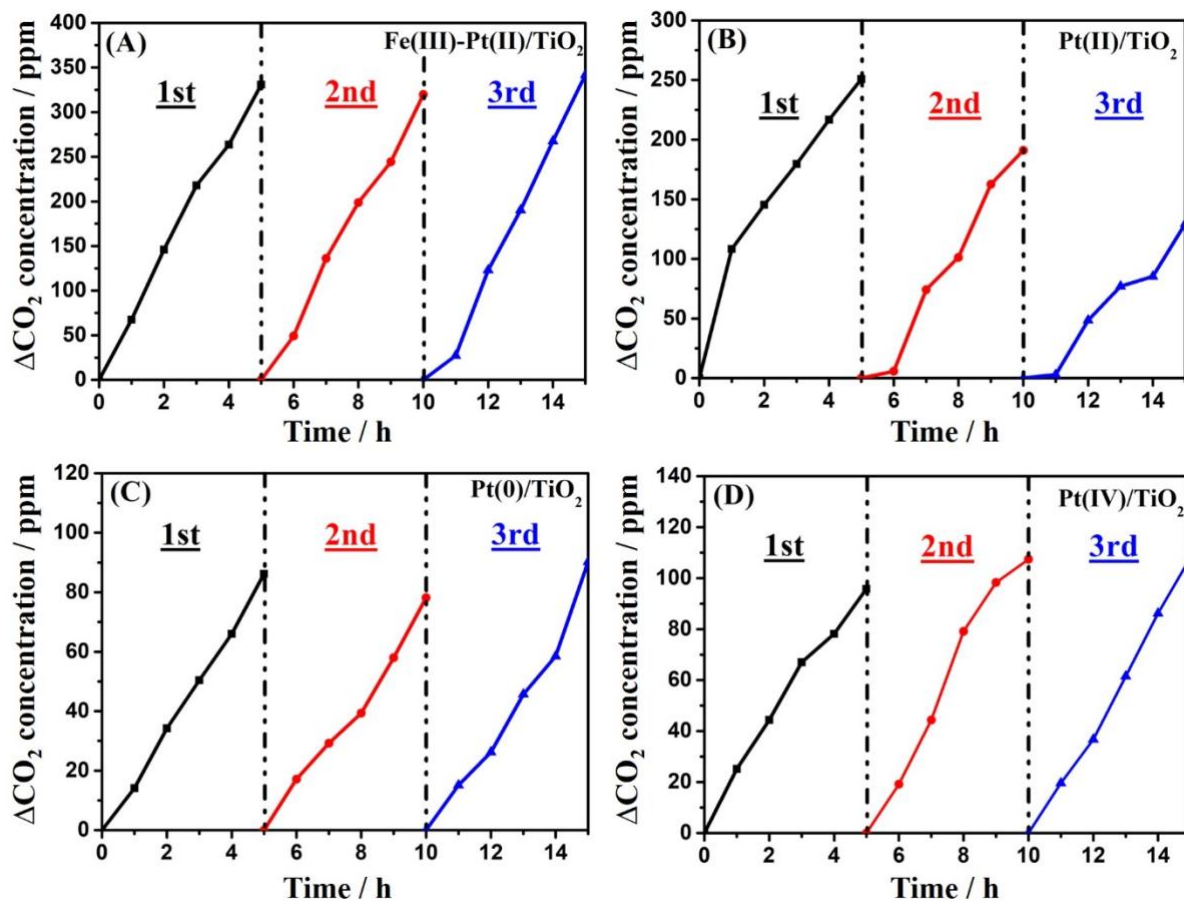 (A)
Fe(III)-Pt(II)/TiO₂
1st
2nd
3rd
400
350
300
250
200
150
100
50
0
ΔCO₂ concentration / ppm
0 2 4 6 8 10 12 14
Time / h
(B)
Pt(II)/TiO₂
1st
2nd
3rd
300
250
200
150
100
50
0
ΔCO₂ concentration / ppm
0 2 4 6 8 10 12 14
Time / h
(C)
Pt(0)/TiO₂
1st
2nd
3rd
120
100
80
60
40
20
0
ΔCO₂ concentration / ppm
0 2 4 6 8 10 12 14
Time / h
(D)
Pt(IV)/TiO₂
1st
2nd
3rd
140
120
100
80
60
40
20
0
ΔCO₂ concentration / ppm
0 2 4 6 8 10 12 14
Time / h